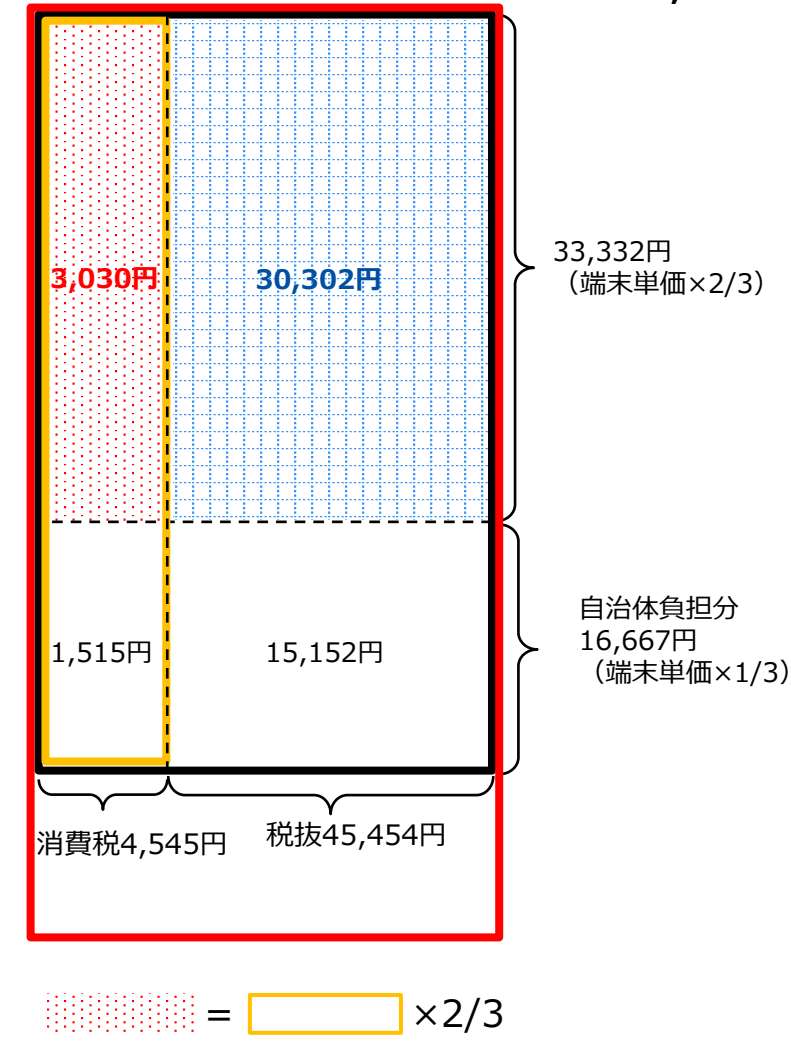 33,332円
（端末単価×2/3）
3,030円
30,302円
自治体負担分
16,667円
（端末単価×1/3）
1,515円
15,152円
消費税4,545円
税抜45,454円
=
×2/3